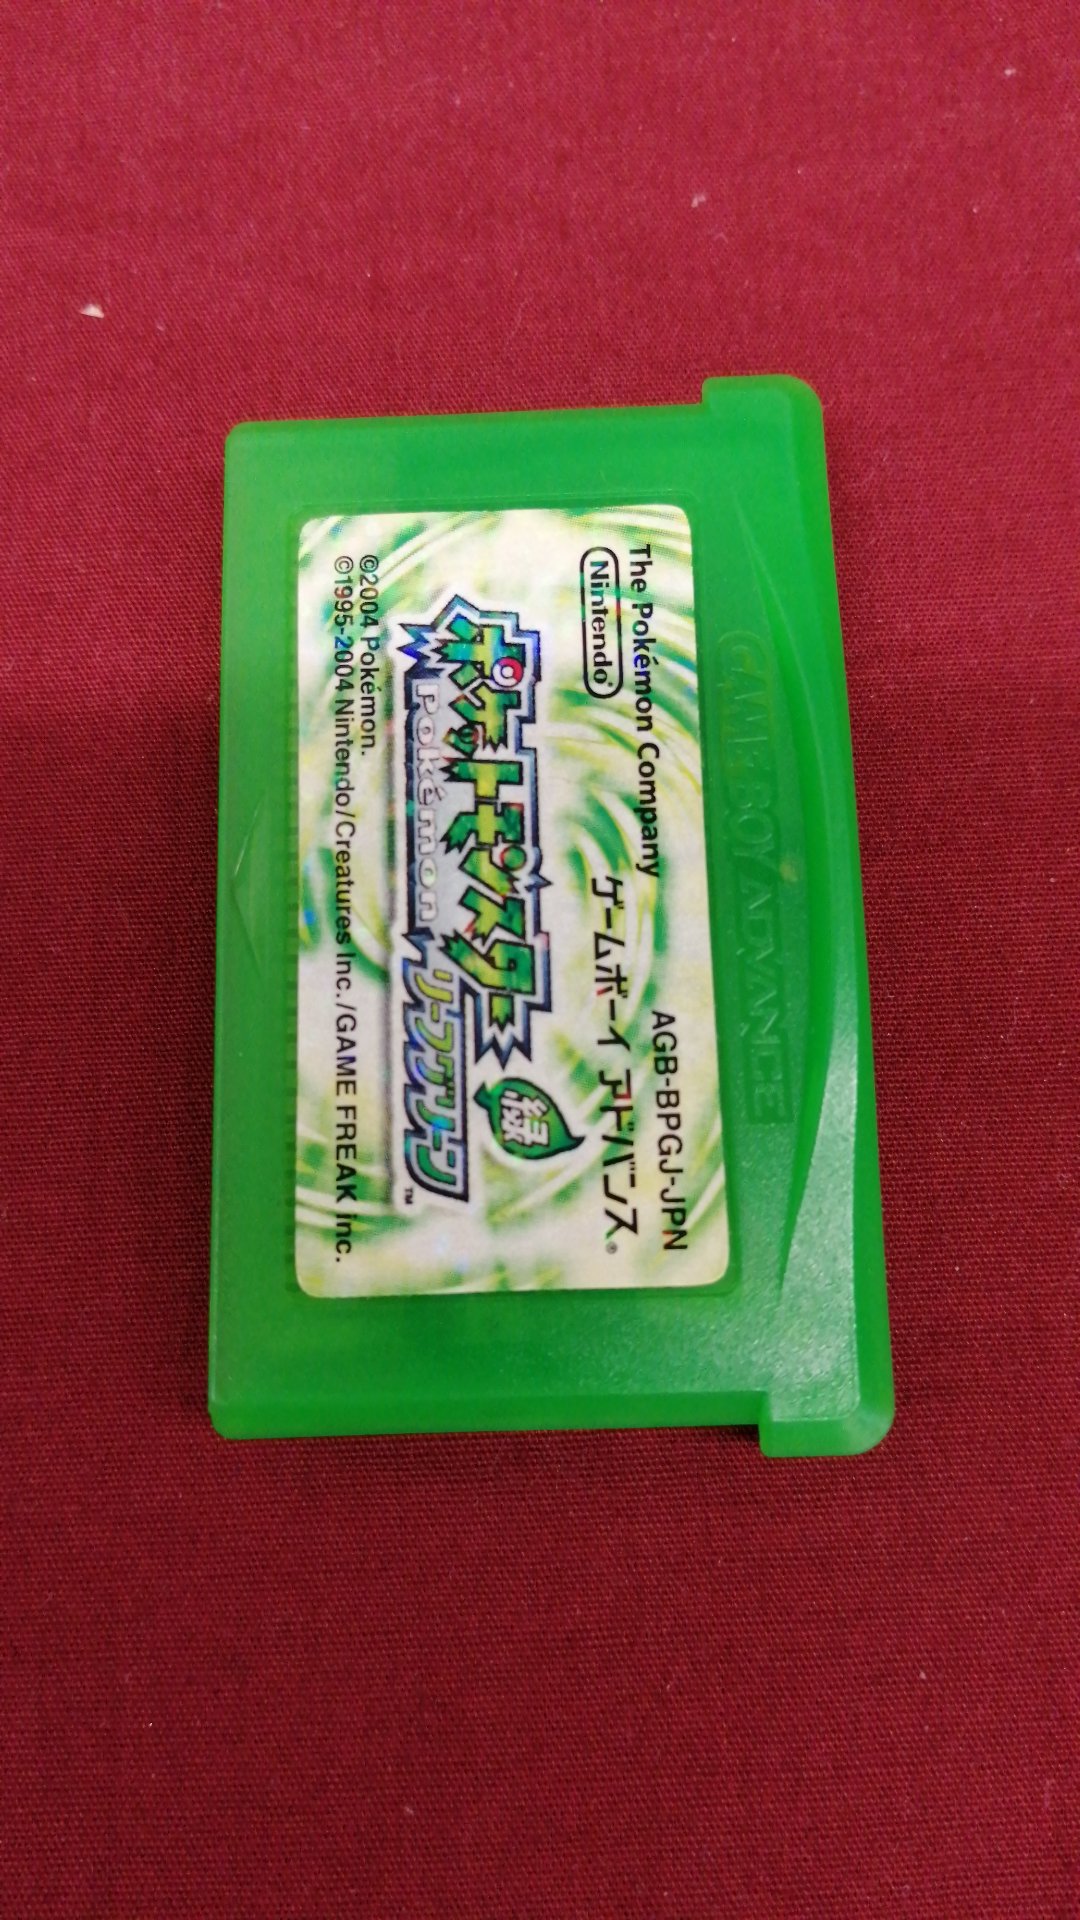 The Pokémon Company
AGB-BPGJ-JPN
Nintendo®
ゲームボーイ アドバンス®
ポケットモンスター
緑
Pokémon
リーフグリーン™
©2004 Pokémon.
©1995-2004 Nintendo/Creatures Inc./GAME FREAK inc.
GAME BOY ADVANCE